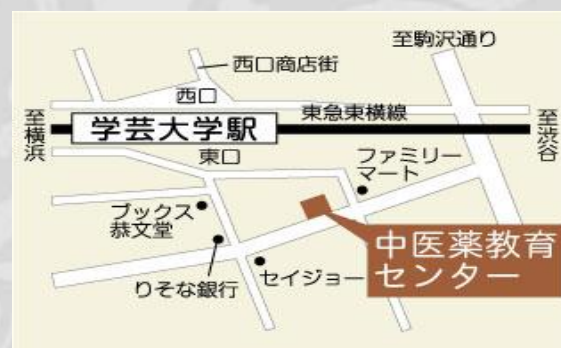 至駒沢通り
西口商店街
西口
東急東横線
至横浜
学芸大学駅
至渋谷
東口
ファミリー
マート
ブックス
恭文堂
中医薬教育
センター
りそな銀行
セイジョー